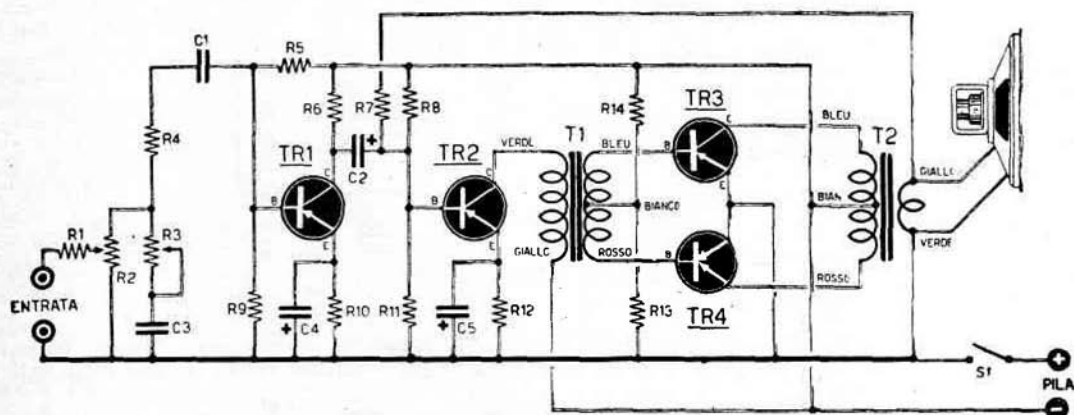 C1
R5
R4
R6
R7
R8
R14
TR3
BLEU
E
T2
TR1
C
C2
+
TR2
VERDE
T1
BLEU
B
C
C
E
BIANCO
BIAN
GIALLO
B
B
R1
R2
R3
E
E
GIALLO
ROSSO
B
VERDE
ROSSO
ENTRATA
R9
C4
+
R10
R11
C5
+
R12
R13
TR4
C3
S1
+
PILA
-